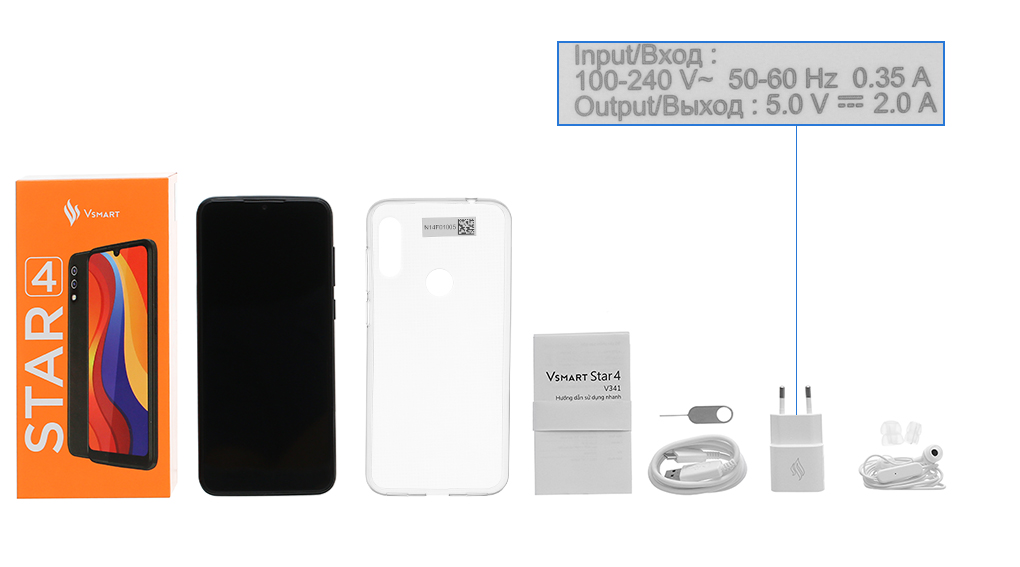 Input/Вход :
100-240 V~ 50-60 Hz 0.35 A
Output/Выход : 5.0 V ⎓ 2.0 A
VSMART
STAR 4
N14F01005
VSMART Star 4
V341
Hướng dẫn sử dụng nhanh